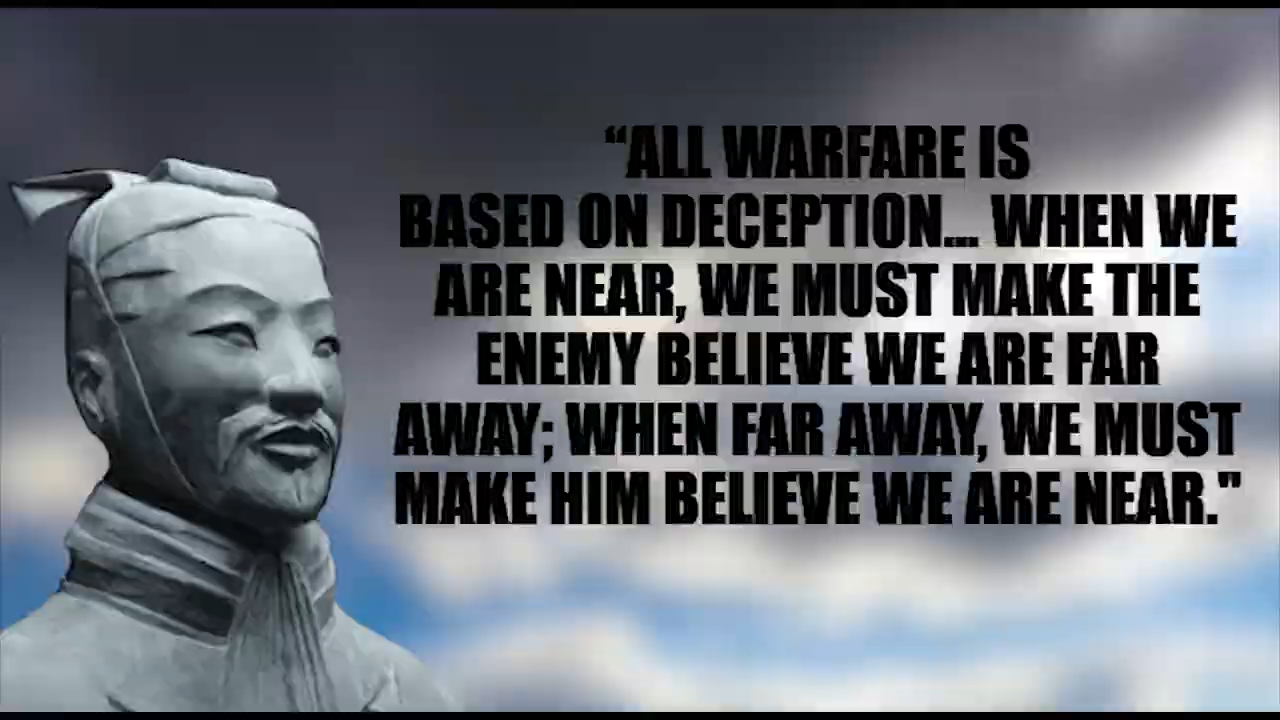 “ALL WARFARE IS
BASED ON DECEPTION... WHEN WE
ARE NEAR, WE MUST MAKE THE
ENEMY BELIEVE WE ARE FAR
AWAY; WHEN FAR AWAY, WE MUST
MAKE HIM BELIEVE WE ARE NEAR."